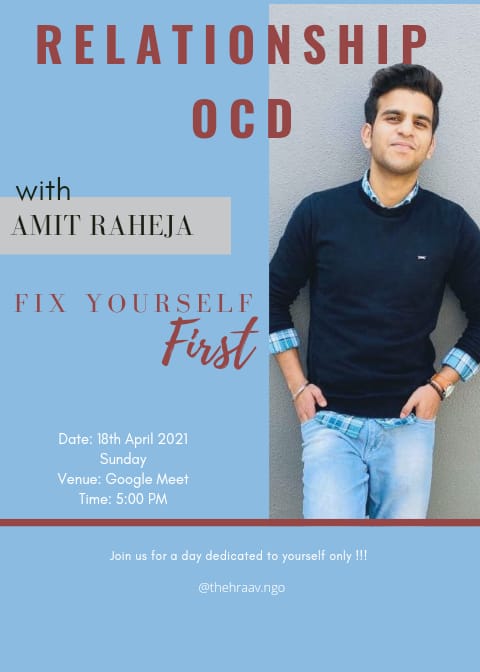 RELATIONSHIP
OCD
with
AMIT RAHEJA
FIX YOURSELF
First
Date: 18th April 2021
Sunday
Venue: Google Meet
Time: 5:00 PM
Join us for a day dedicated to yourself only !!!
@thehraav.ngo